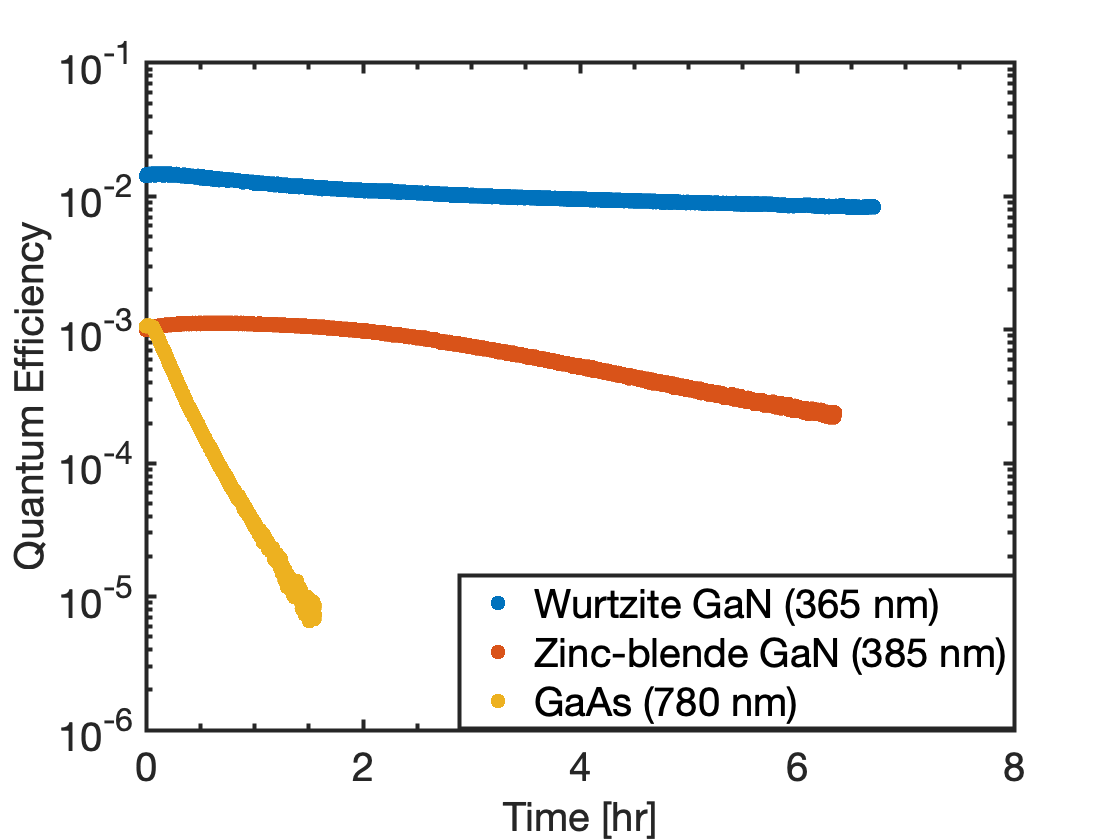 10^-1
10^-2
10^-3
10^-4
10^-5
10^-6
Quantum Efficiency
Wurtzite GaN (365 nm)
Zinc-blende GaN (385 nm)
GaAs (780 nm)
0 2 4 6 8
Time [hr]